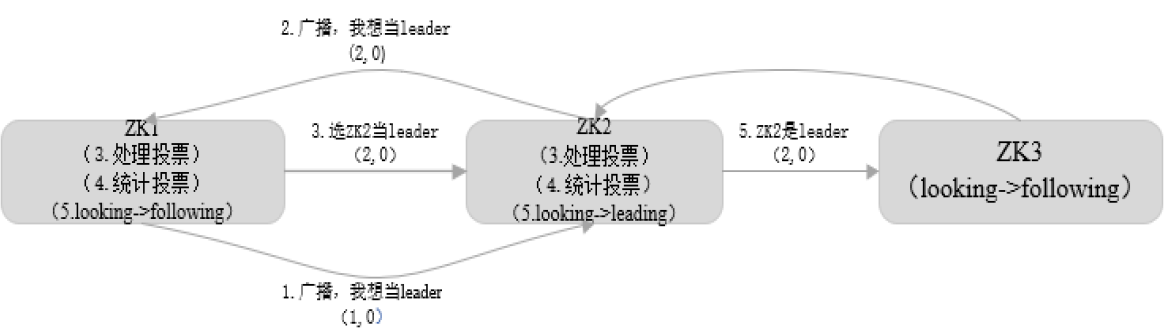 2.广播，我想当leader
(2,0)
ZK1
（3.处理投票）
（4.统计投票）
（5.looking->following）
3.选ZK2当leader
（2,0）
ZK2
（3.处理投票）
（4.统计投票）
（5.looking->leading）
5.ZK2是leader
（2,0）
ZK3
（looking->following）
1.广播，我想当leader
（1,0）